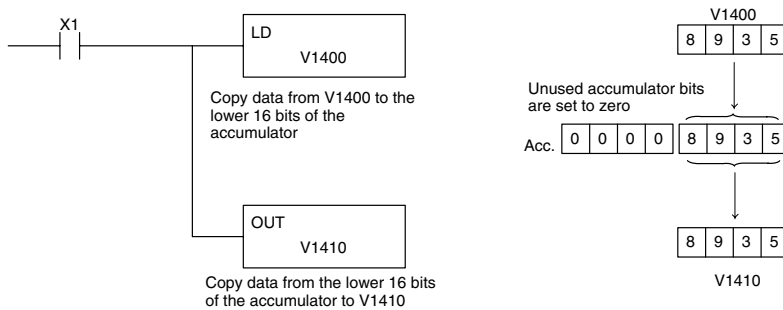 X1
LD
V1400
Copy data from V1400 to the
lower 16 bits of the
accumulator
OUT
V1410
Copy data from the lower 16 bits
of the accumulator to V1410
V1400
8 9 3 5
Unused accumulator bits
are set to zero
Acc. 0 0 0 0 8 9 3 5
8 9 3 5
V1410